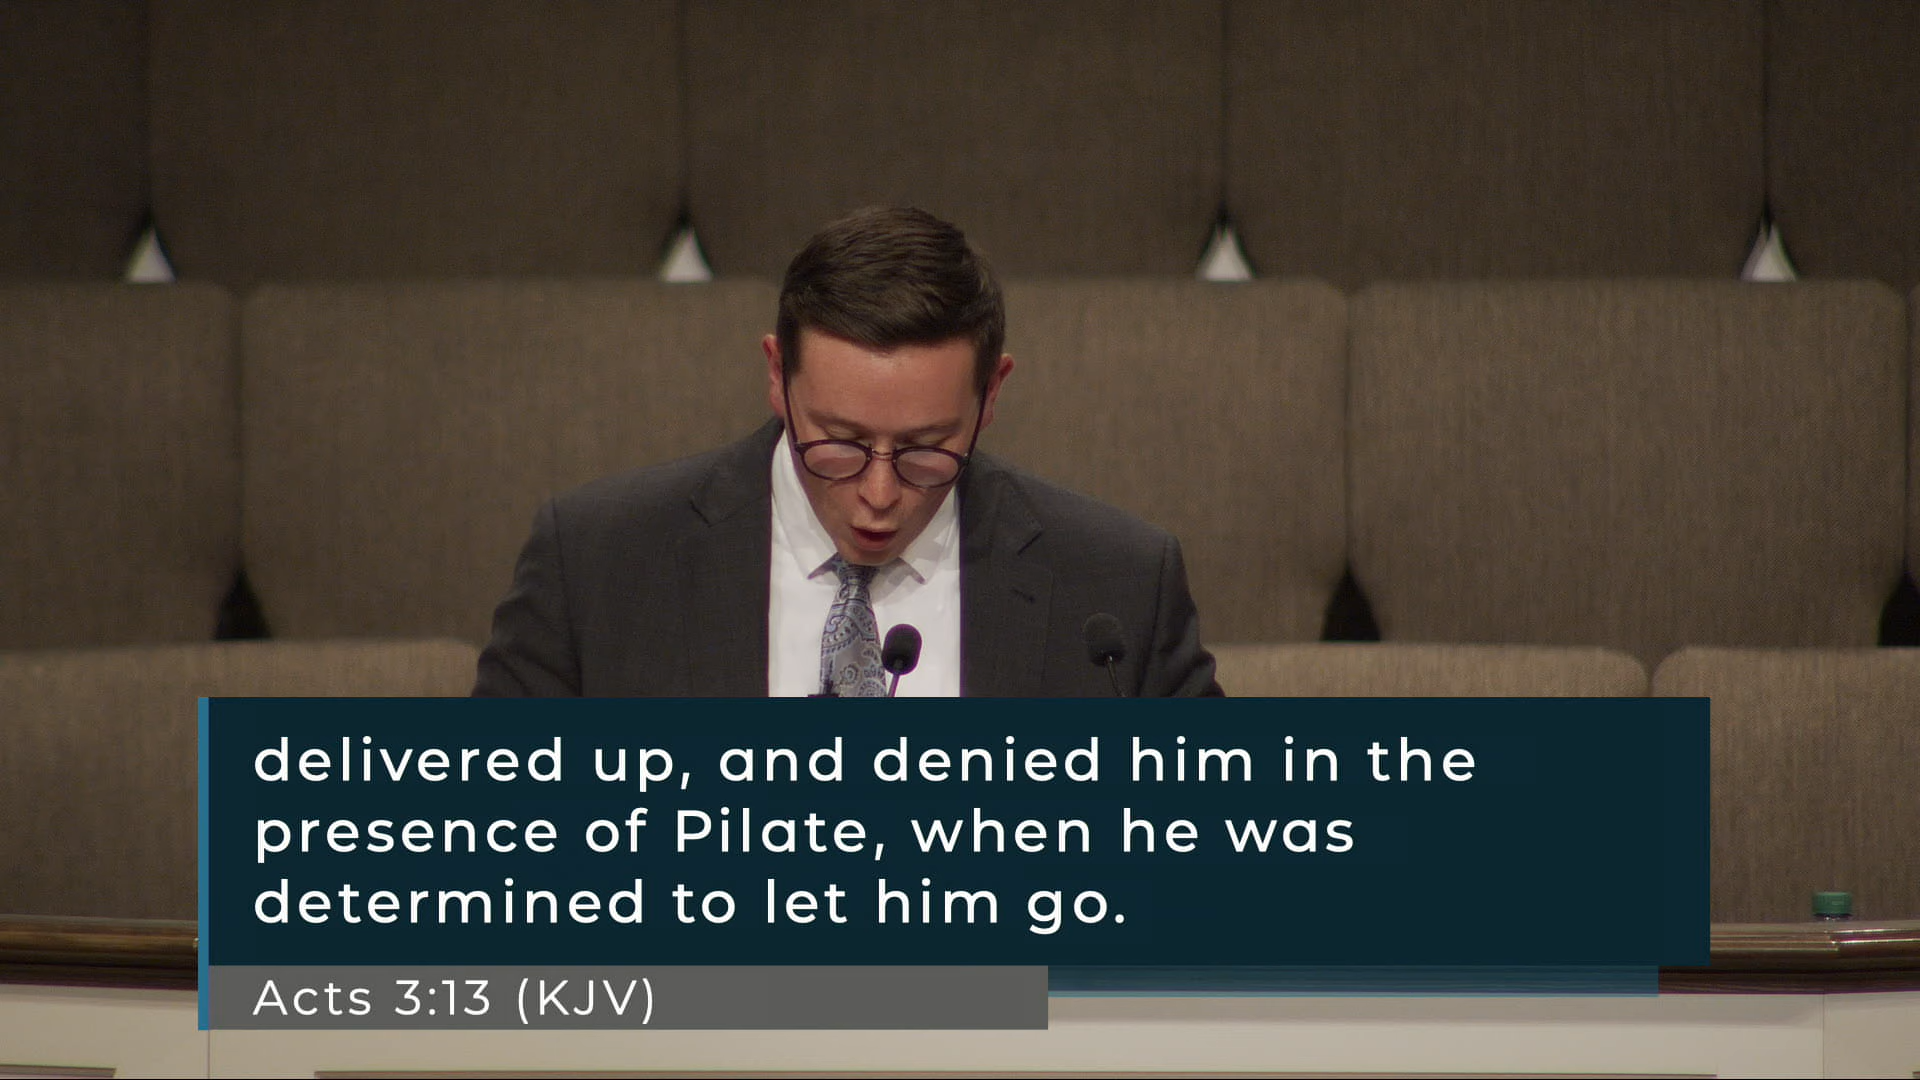 delivered up, and denied him in the
presence of Pilate, when he was
determined to let him go.
Acts 3:13 (KJV)